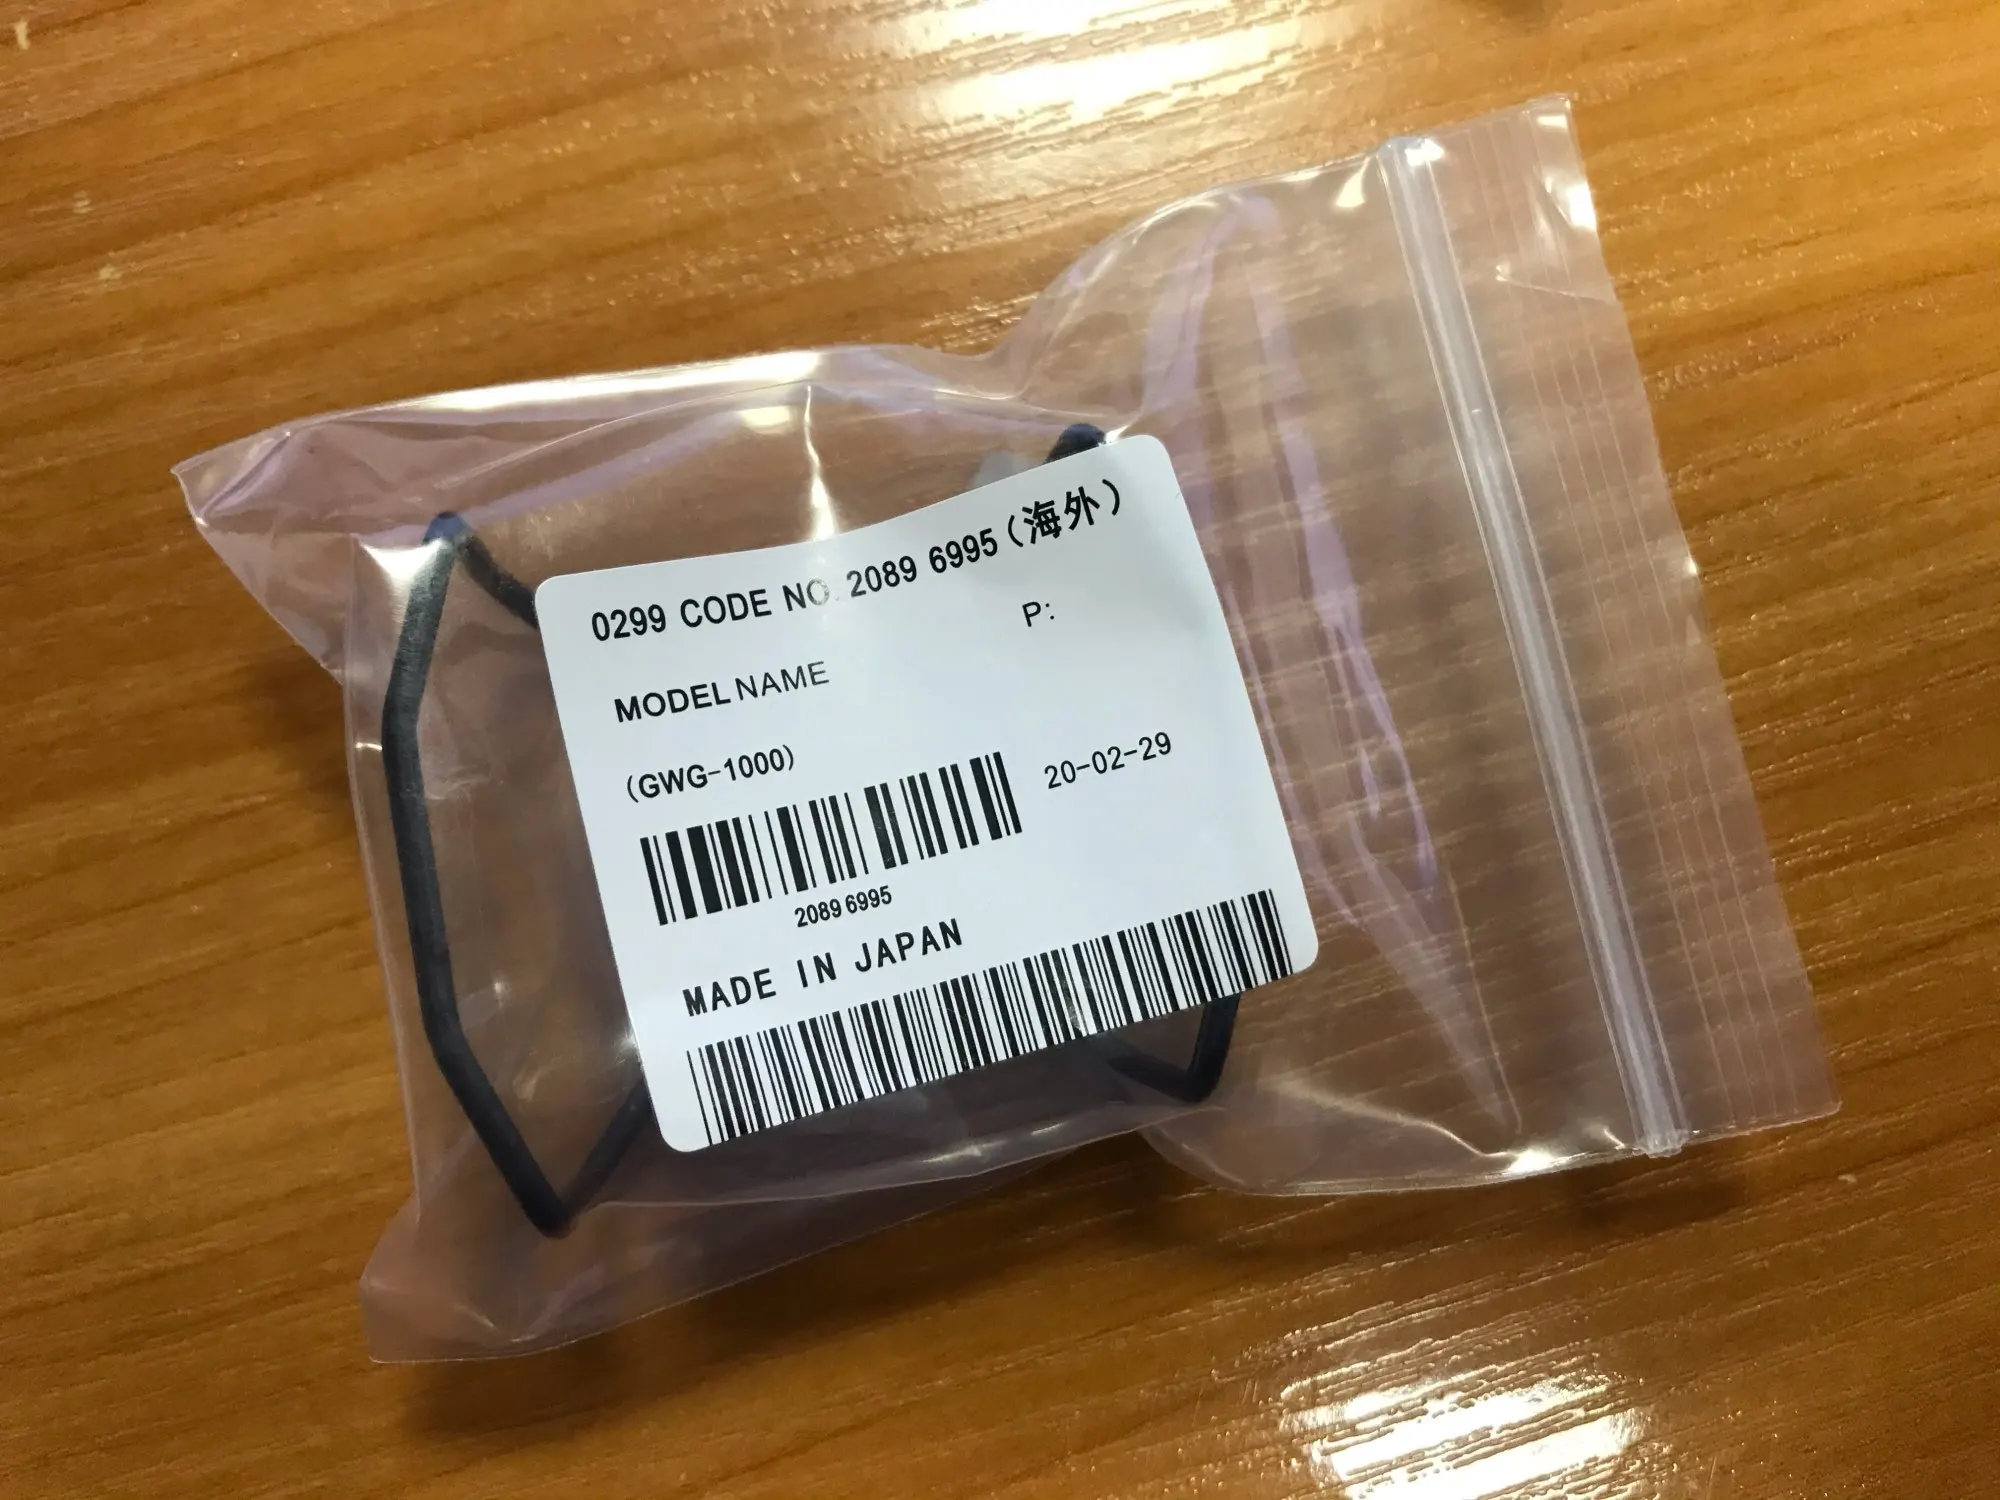 0299 CODE NO. 2089 6995(海外)
P:
MODEL NAME
(GWG-1000)
20-02-29
2089 6995
MADE IN JAPAN